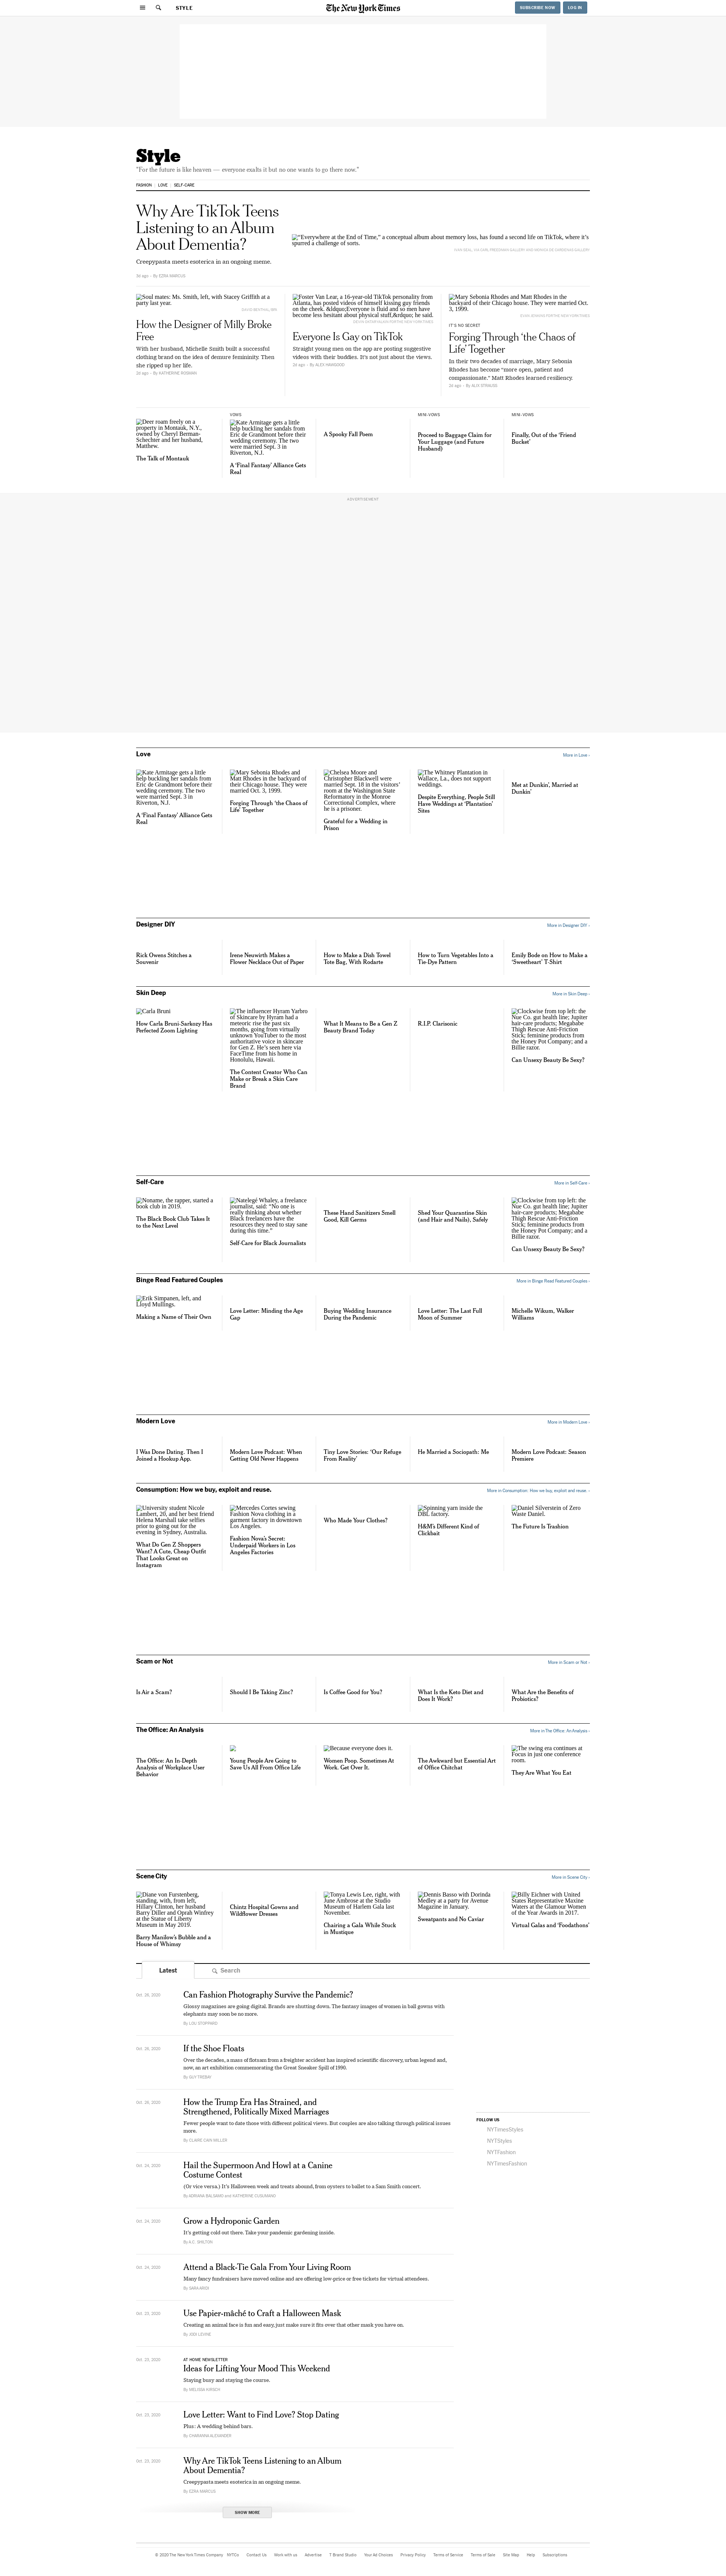 STYLE
The New York Times
SUBSCRIBE NOW
LOG IN
Style
"For the future is like heaven — everyone exalts it but no one wants to go there now."
FASHION
LOVE
SELF-CARE
Why Are TikTok Teens
Listening to an Album
About Dementia?
Creepypasta meets esoterica in an ongoing meme.
By EZRA MARCUS
"Everywhere at the End of Time," a conceptual album about memory loss, has found a second life on TikTok, where it's
spurred a challenge of sorts.
Soul mates: Ms. Smith, left, with Stacey Griffith at a
party last year.
How the Designer of Milly Broke
Free
With her husband, Michelle Smith built a successful
clothing brand on the idea of demure femininity. Then
she ripped up her life.
By KATHERINE ROSMAN
Foster Van Lear, a 16-year-old TikTok personality from
Atlanta, has posted videos of himself kissing guy friends
on the cheek. &ldquo;Everyone is fluid and so men have
become less hesitant about physical stuff,&rdquo; he said.
Everyone Is Gay on TikTok
Straight young men on the app are posting suggestive
videos with their buddies. It's not just about the views.
By ALEX HAWGOOD
Mary Sebonia Rhodes and Matt Rhodes in the
backyard of their Chicago house. They were married Oct.
3, 1999.
IT'S NO SECRET
Forging Through 'the Chaos of
Life' Together
In their two decades of marriage, Mary Sebonia
Rhodes has become "more open, patient and
compassionate." Matt Rhodes learned resiliency.
By ALIX STRAUSS
Deer roam freely on a
property in Montauk, N.Y.,
owned by Cheryl Berman-
Schechter and her husband,
Matthew.
The Talk of Montauk
VOWS
Kate Armitage gets a little
help buckling her sandals
from Eric de Grandmont before
their wedding ceremony. The
two were married Sept. 3 in
Riverton, N.J.
A 'Final Fantasy' Alliance Gets
Real
A Spooky Fall Poem
MINI-VOWS
Proceed to Baggage Claim for
Your Luggage (and Future
Husband)
MINI-VOWS
Finally, Out of the 'Friend
Bucket'
ADVERTISEMENT
Love
More in Love ›
Kate Armitage gets a little
help buckling her sandals from
Eric de Grandmont before their
wedding ceremony. The two
were married Sept. 3 in
Riverton, N.J.
A 'Final Fantasy' Alliance Gets
Real
Mary Sebonia Rhodes and
Matt Rhodes in the backyard of
their Chicago house. They were
married Oct. 3, 1999.
Forging Through 'the Chaos of
Life' Together
Chelsea Moore and
Christopher Blackwell were
married Sept. 18 in the visitors'
room at the Washington State
Reformatory in the Monroe
Correctional Complex, where
he is a prisoner.
Grateful for a Wedding in
Prison
The Whitney Plantation in
Wallace, La., does not support
weddings.
Despite Everything, People Still
Have Weddings at 'Plantation'
Sites
Met at Dunkin', Married at
Dunkin'
Designer DIY
More in Designer DIY ›
Rick Owens Stitches a
Souvenir
Irene Neuwirth Makes a
Flower Necklace Out of Paper
How to Make a Dish Towel
Tote Bag, With Rodarte
How to Turn Vegetables Into a
Tie-Dye Pattern
Emily Bode on How to Make a
'Sweetheart' T-Shirt
Skin Deep
More in Skin Deep ›
Carla Bruni
How Carla Bruni-Sarkozy Has
Perfected Zoom Lighting
The influencer Hyram Yarbro
of Skincare by Hyram had a
meteoric rise the past six
months, going from virtually
unknown YouTuber to the most
authoritative voice in skincare
for Gen Z. He's seen here via
FaceTime from his home in
Honolulu, Hawaii.
The Content Creator Who Can
Make or Break a Skin Care
Brand
What It Means to Be a Gen Z
Beauty Brand Today
R.I.P. Clarisonic
Clockwise from top left: the
Nue Co. gut health line; Jupiter
hair-care products; Megababe
Thigh Rescue Anti-Friction
Stick; feminine products from
the Honey Pot Company; and a
Billie razor.
Can Unsexy Beauty Be Sexy?
Self-Care
More in Self-Care ›
Noname, the rapper, started a
book club in 2019.
The Black Book Club Takes It
to the Next Level
Natelegé Whaley, a freelance
journalist, said: "No one is
really thinking about whether
Black freelancers have the
resources they need to stay sane
during this time."
Self-Care for Black Journalists
These Hand Sanitizers Smell
Good, Kill Germs
Shed Your Quarantine Skin
(and Hair and Nails), Safely
Clockwise from top left: the
Nue Co. gut health line; Jupiter
hair-care products; Megababe
Thigh Rescue Anti-Friction
Stick; feminine products from
the Honey Pot Company; and a
Billie razor.
Can Unsexy Beauty Be Sexy?
Binge Read Featured Couples
More in Binge Read Featured Couples ›
Erik Simpanen, left, and
Lloyd Mullings.
Making a Name of Their Own
Love Letter: Minding the Age
Gap
Buying Wedding Insurance
During the Pandemic
Love Letter: The Last Full
Moon of Summer
Michelle Wikum, Walker
Williams
Modern Love
More in Modern Love ›
I Was Done Dating. Then I
Joined a Hookup App.
Modern Love Podcast: When
Getting Old Never Happens
Tiny Love Stories: 'Our Refuge
From Reality'
He Married a Sociopath: Me
Modern Love Podcast: Season
Premiere
Consumption: How we buy, exploit and reuse.
More in Consumption: How we buy, exploit and reuse. ›
University student Nicole
Lambert, 20, and her best friend
Helena Marshall take selfies
prior to going out for the
evening in Sydney, Australia.
What Do Gen Z Shoppers
Want? A Cute, Cheap Outfit
That Looks Great on
Instagram
Mercedes Cortes sewing
Fashion Nova clothing in a
garment factory in downtown
Los Angeles.
Fashion Nova's Secret:
Underpaid Workers in Los
Angeles Factories
Who Made Your Clothes?
Spinning yarn inside the
DBL factory.
H&M's Different Kind of
Clickbait
Daniel Silverstein of Zero
Waste Daniel.
The Future Is Trashion
Scam or Not
More in Scam or Not ›
Is Air a Scam?
Should I Be Taking Zinc?
Is Coffee Good for You?
What Is the Keto Diet and
Does It Work?
What Are the Benefits of
Probiotics?
The Office: An Analysis
More in The Office: An Analysis ›
The Office: An In-Depth
Analysis of Workplace User
Behavior
Young People Are Going to
Save Us All From Office Life
Because everyone does it.
Women Poop. Sometimes At
Work. Get Over It.
The Awkward but Essential Art
of Office Chitchat
The swing era continues at
Focus in just one conference
room.
They Are What You Eat
Scene City
More in Scene City ›
Diane von Furstenberg,
standing, with, from left,
Hillary Clinton, her husband
Barry Diller and Oprah Winfrey
at the Statue of Liberty
Museum in May 2019.
Barry Manilow's Bubble and a
House of Whimsy
Chintz Hospital Gowns and
Wildflower Dresses
Tonya Lewis Lee, right, with
June Ambrose at the Studio
Museum of Harlem Gala last
November.
Chairing a Gala While Stuck
in Mustique
Dennis Basso with Dorinda
Medley at a party for Avenue
Magazine in January.
Sweatpants and No Caviar
Billy Eichner with United
States Representative Maxine
Waters at the Glamour Women
of the Year Awards in 2017.
Virtual Galas and 'Foodathons'
Latest
Search
Can Fashion Photography Survive the Pandemic?
Glossy magazines are going digital. Brands are shutting down. The fantasy images of women in ball gowns with
elephants may soon be no more.
By LOU STOPPARD
If the Shoe Floats
Over the decades, a mass of flotsam from a freighter accident has inspired scientific discovery, urban legend and,
now, an art exhibition commemorating the Great Sneaker Spill of 1990.
By GUY TREBAY
How the Trump Era Has Strained, and
Strengthened, Politically Mixed Marriages
Fewer people want to date those with different political views. But couples are also talking through political issues
more.
By CLAIRE CAIN MILLER
Hail the Supermoon And Howl at a Canine
Costume Contest
(Or vice versa.) It's Halloween week and treats abound, from oysters to ballet to a Sam Smith concert.
By ADRIANA BALSAMO and KATHERINE CUSUMANO
Grow a Hydroponic Garden
It's getting cold out there. Take your pandemic gardening inside.
By A.C. SHILTON
Attend a Black-Tie Gala From Your Living Room
Many fancy fundraisers have moved online and are offering low-price or free tickets for virtual attendees.
By SARA ARIDI
Use Papier-mâché to Craft a Halloween Mask
Creating an animal face is fun and easy, just make sure it fits over that other mask you have on.
By JODI LEVINE
AT HOME NEWSLETTER
Ideas for Lifting Your Mood This Weekend
Staying busy and staying the course.
By MELISSA KIRSCH
Love Letter: Want to Find Love? Stop Dating
Plus: A wedding behind bars.
By CHARANNA ALEXANDER
Why Are TikTok Teens Listening to an Album
About Dementia?
Creepypasta meets esoterica in an ongoing meme.
By EZRA MARCUS
SHOW MORE
FOLLOW US
NYTimesStyles
NYTStyles
NYTFashion
NYTimesFashion
© 2020 The New York Times Company
NYTCo
Contact Us
Work with us
Advertise
T Brand Studio
Your Ad Choices
Privacy Policy
Terms of Service
Terms of Sale
Site Map
Help
Subscriptions